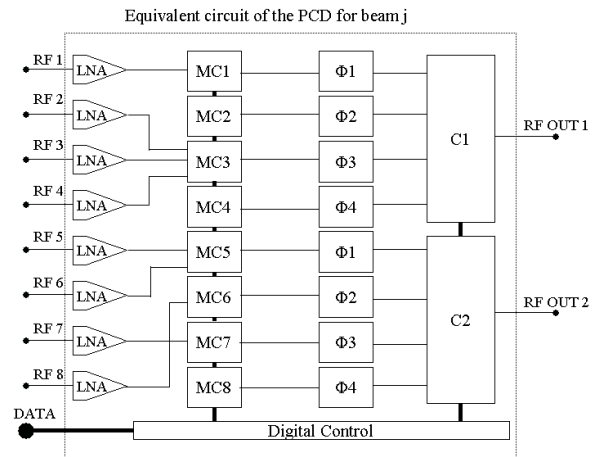 Equivalent circuit of the PCD for beam j
RF 1 LNA MC1 Φ1
RF 2 LNA MC2 Φ2
RF 3 LNA MC3 Φ3
RF 4 LNA MC4 Φ4
C1 RF OUT 1
RF 5 LNA MC5 Φ1
RF 6 LNA MC6 Φ2
RF 7 LNA MC7 Φ3
RF 8 LNA MC8 Φ4
C2 RF OUT 2
DATA
Digital Control